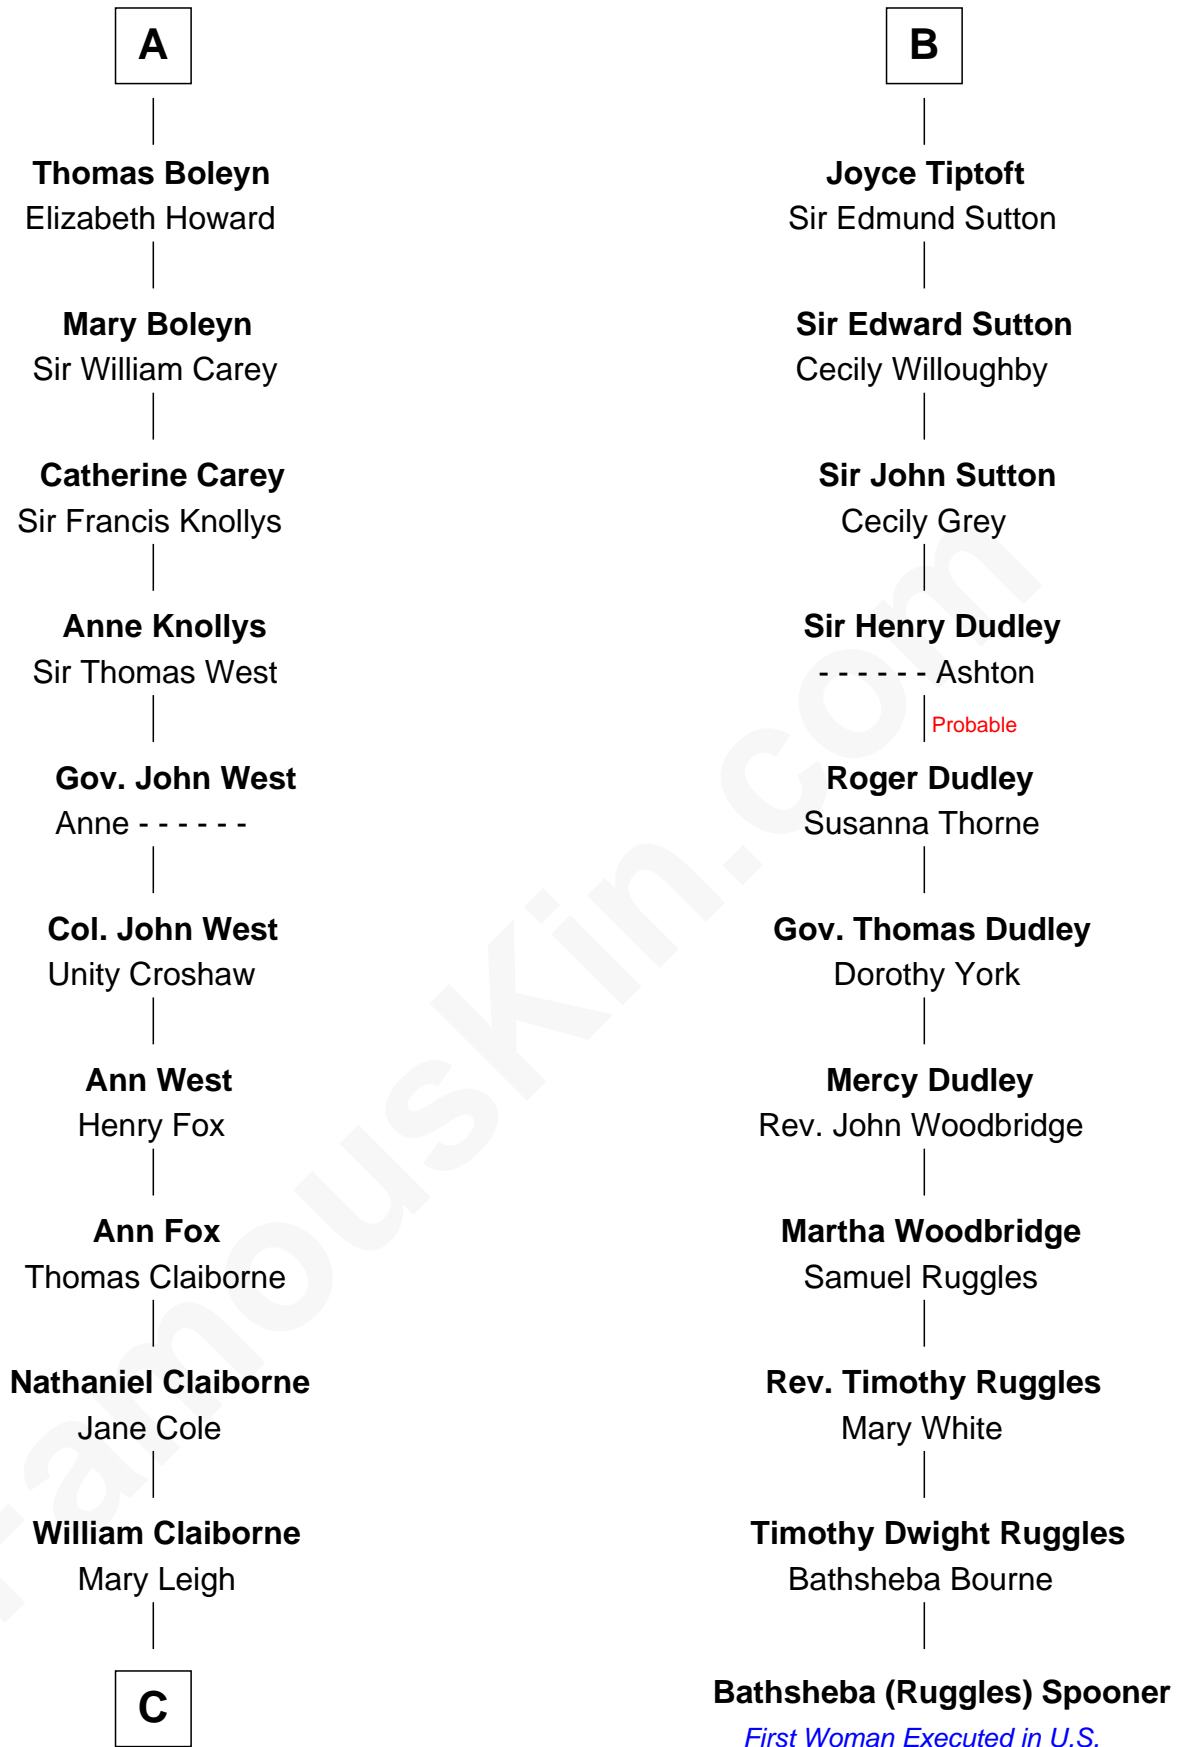 A
Thomas Boleyn
Elizabeth Howard
Mary Boleyn
Sir William Carey
Catherine Carey
Sir Francis Knollys
Anne Knollys
Sir Thomas West
Gov. John West
Anne - - - - - -
Col. John West
Unity Croshaw
Ann West
Henry Fox
Ann Fox
Thomas Claiborne
Nathaniel Claiborne
Jane Cole
William Claiborne
Mary Leigh
C
B
Joyce Tiptoft
Sir Edmund Sutton
Sir Edward Sutton
Cecily Willoughby
Sir John Sutton
Cecily Grey
Sir Henry Dudley
- - - - - - Ashton
Probable
Roger Dudley
Susanna Thorne
Gov. Thomas Dudley
Dorothy York
Mercy Dudley
Rev. John Woodbridge
Martha Woodbridge
Samuel Ruggles
Rev. Timothy Ruggles
Mary White
Timothy Dwight Ruggles
Bathsheba Bourne
Bathsheba (Ruggles) Spooner
First Woman Executed in U.S.
FamousKin.com